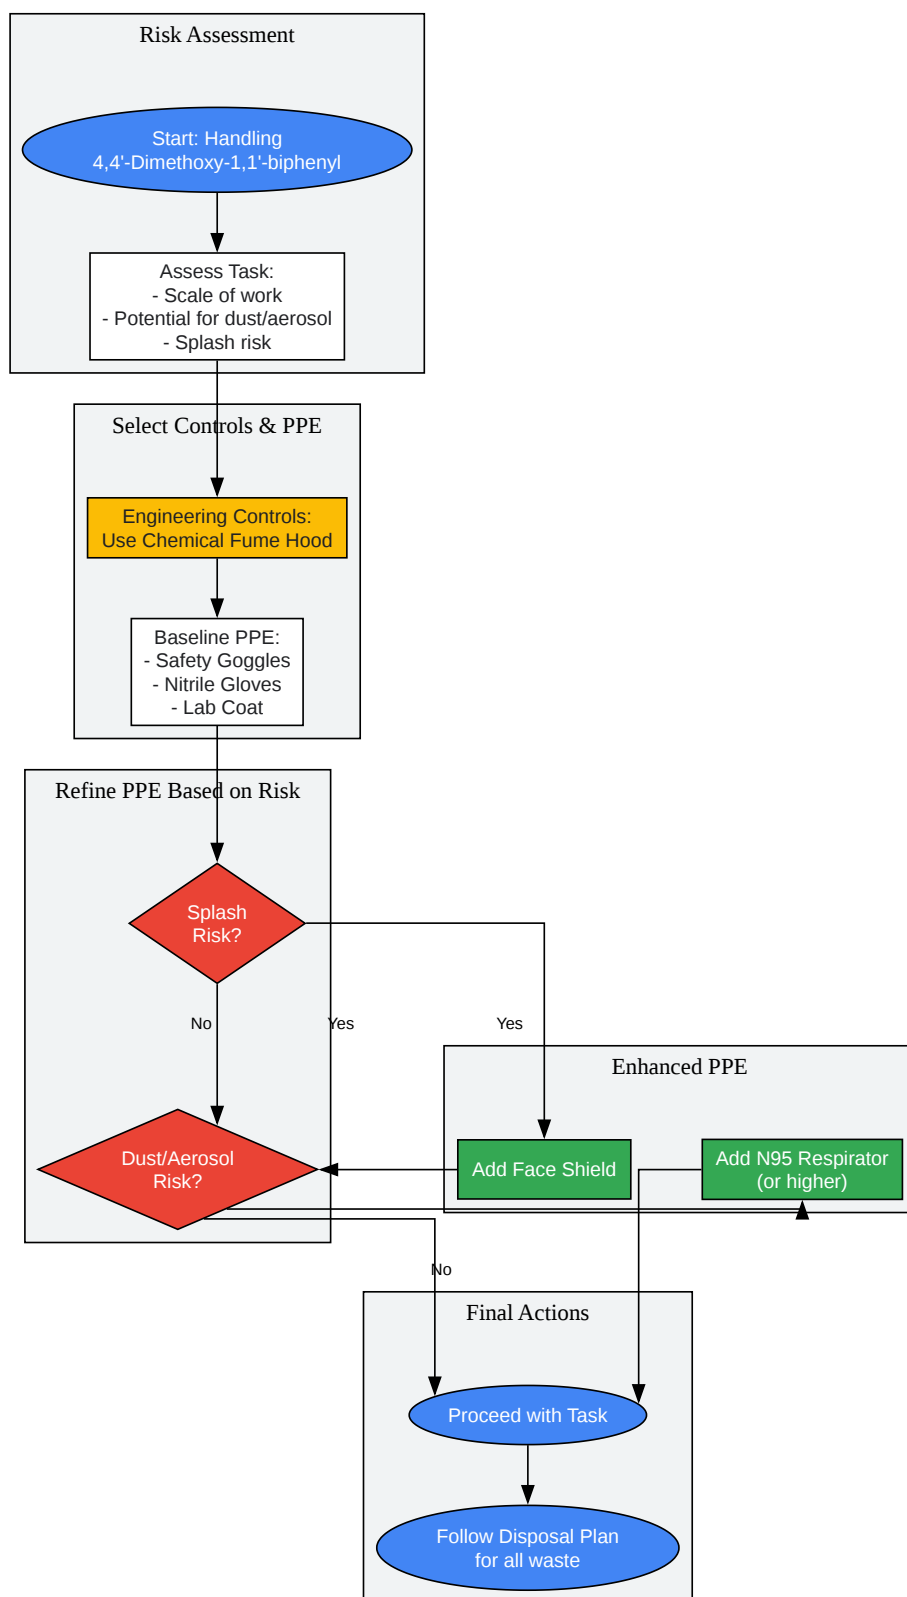 Risk Assessment
Start: Handling
4,4'-Dimethoxy-1,1'-biphenyl
Assess Task:
- Scale of work
- Potential for dust/aerosol
- Splash risk
Select Controls & PPE
Engineering Controls:
Use Chemical Fume Hood
Baseline PPE:
- Safety Goggles
- Nitrile Gloves
- Lab Coat
Refine PPE Based on Risk
Splash
Risk?
No
Yes
Yes
Enhanced PPE
Dust/Aerosol
Risk?
Add Face Shield
Add N95 Respirator
(or higher)
No
Final Actions
Proceed with Task
Follow Disposal Plan
for all waste